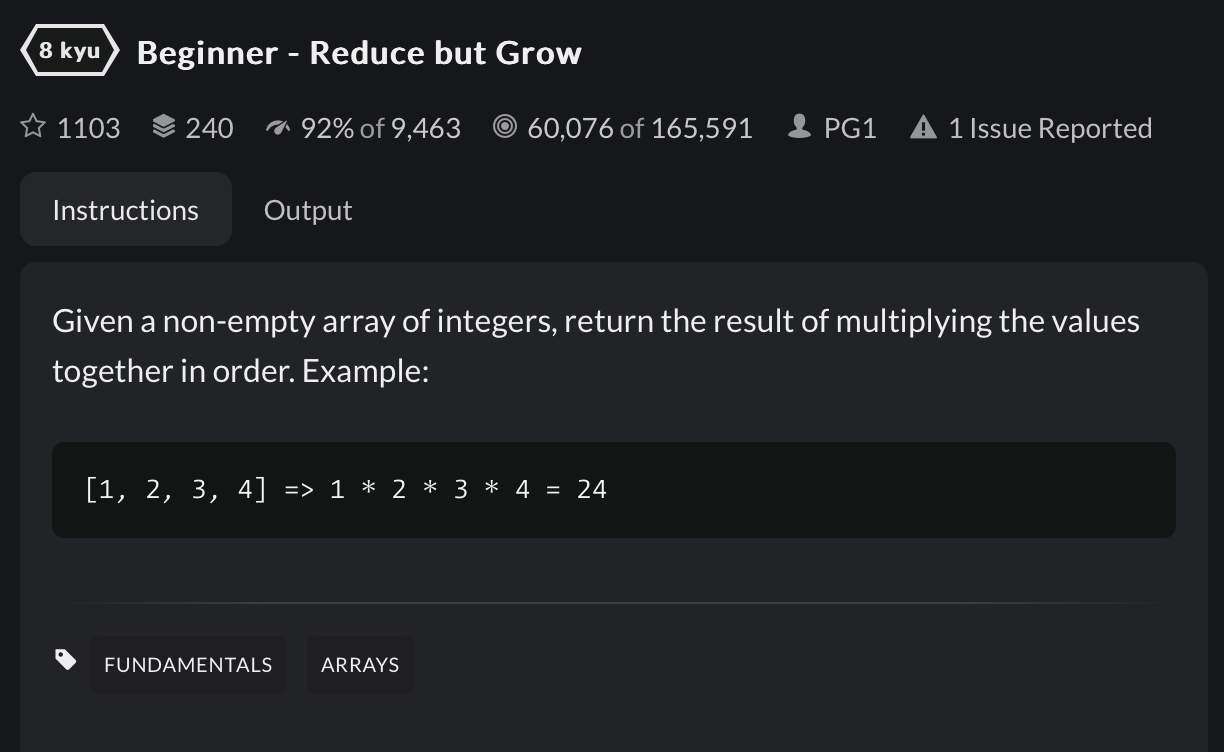 8 kyu Beginner - Reduce but Grow
1103 240 92% of 9,463 60,076 of 165,591 PG1 1 Issue Reported
Instructions Output
Given a non-empty array of integers, return the result of multiplying the values
together in order. Example:
[1, 2, 3, 4] => 1 * 2 * 3 * 4 = 24
FUNDAMENTALS ARRAYS